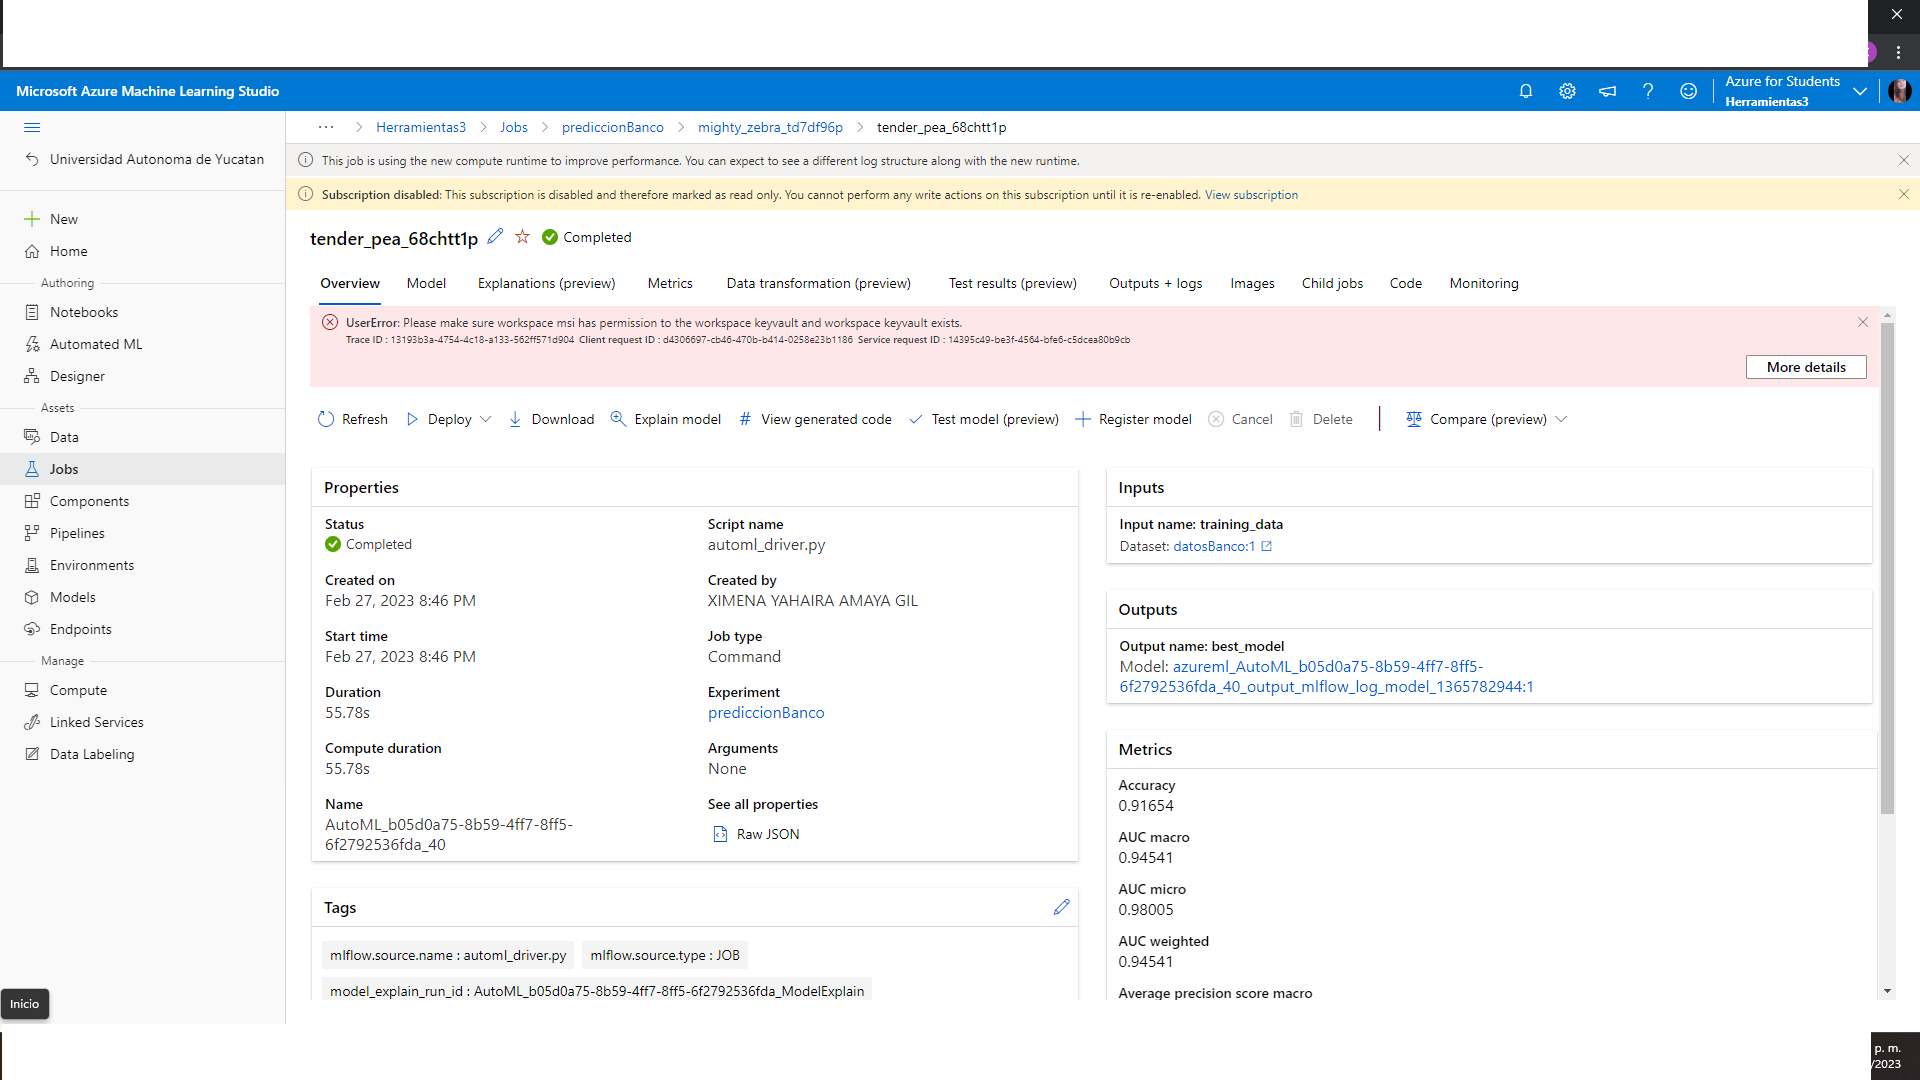 Microsoft Azure Machine Learning Studio
Azure for Students
Herramientas3
Universidad Autonoma de Yucatan
New
Home
Authoring
Notebooks
Automated ML
Designer
Assets
Data
Jobs
Components
Pipelines
Environments
Models
Endpoints
Manage
Compute
Linked Services
Data Labeling
Inicio
... > Herramientas3 > Jobs > prediccionBanco > mighty_zebra_td7df96p > tender_pea_68chtt1p
This job is using the new compute runtime to improve performance. You can expect to see a different log structure along with the new runtime.
Subscription disabled: This subscription is disabled and therefore marked as read only. You cannot perform any write actions on this subscription until it is re-enabled. View subscription
tender_pea_68chtt1p Completed
Overview Model Explanations (preview) Metrics Data transformation (preview) Test results (preview) Outputs + logs Images Child jobs Code Monitoring
UserError: Please make sure workspace msi has permission to the workspace keyvault and workspace keyvault exists.
Trace ID : 13193b3a-4754-4c18-a133-562ff571d904 Client request ID : d4306697-cb46-470b-b414-0258e23b1186 Service request ID : 14395c49-be3f-4564-bfe6-c5dcea80b9cb
More details
Refresh Deploy Download Explain model # View generated code Test model (preview) Register model Cancel Delete Compare (preview)
Properties
Status
Completed
Created on
Feb 27, 2023 8:46 PM
Start time
Feb 27, 2023 8:46 PM
Duration
55.78s
Compute duration
55.78s
Name
AutoML_b05d0a75-8b59-4ff7-8ff5-
6f2792536fda_40
Script name
automl_driver.py
Created by
XIMENA YAHAIRA AMAYA GIL
Job type
Command
Experiment
prediccionBanco
Arguments
None
See all properties
Raw JSON
Tags
mlflow.source.name : automl_driver.py mlflow.source.type : JOB
model_explain_run_id : AutoML_b05d0a75-8b59-4ff7-8ff5-6f2792536fda_ModelExplain
Inputs
Input name: training_data
Dataset: datosBanco:1
Outputs
Output name: best_model
Model: azureml_AutoML_b05d0a75-8b59-4ff7-8ff5-
6f2792536fda_40_output_mlflow_log_model_1365782944:1
Metrics
Accuracy
0.91654
AUC macro
0.94541
AUC micro
0.98005
AUC weighted
0.94541
Average precision score macro
p. m.
/2023